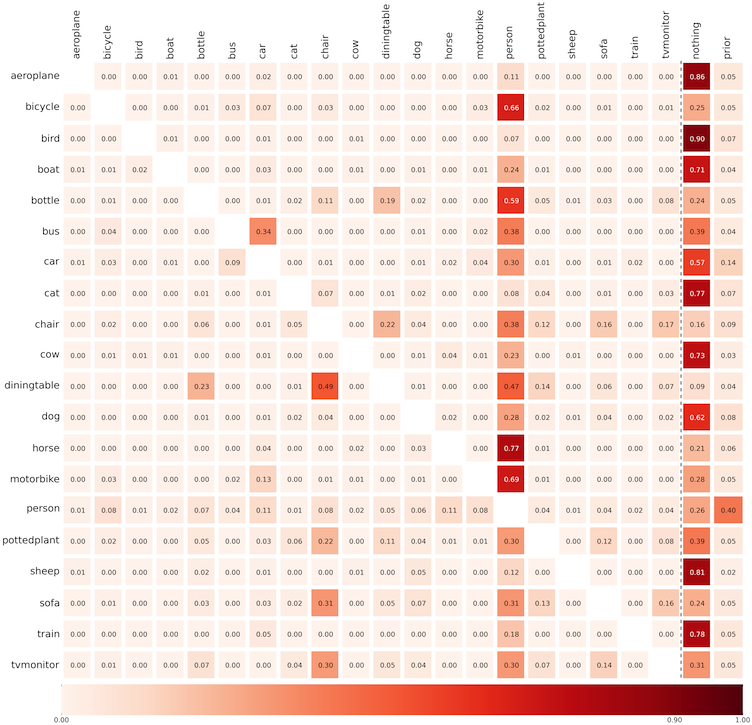 aeroplane bicycle bird boat bottle bus car cat chair cow diningtable dog horse motorbike person pottedplant sheep sofa train tvmonitor nothing prior
aeroplane 0.00 0.00 0.01 0.00 0.00 0.02 0.00 0.00 0.00 0.00 0.00 0.00 0.00 0.11 0.00 0.00 0.00 0.00 0.00 0.86 0.05
bicycle 0.00 0.00 0.00 0.01 0.03 0.07 0.00 0.03 0.00 0.00 0.00 0.00 0.03 0.66 0.02 0.00 0.01 0.00 0.01 0.25 0.05
bird 0.00 0.00 0.01 0.00 0.00 0.00 0.00 0.00 0.00 0.00 0.00 0.00 0.00 0.07 0.00 0.00 0.00 0.00 0.00 0.90 0.07
boat 0.01 0.01 0.02 0.00 0.00 0.03 0.00 0.00 0.00 0.00 0.01 0.00 0.00 0.24 0.01 0.00 0.00 0.00 0.00 0.71 0.04
bottle 0.00 0.01 0.00 0.00 0.00 0.01 0.02 0.11 0.00 0.19 0.02 0.00 0.00 0.59 0.05 0.01 0.03 0.00 0.08 0.24 0.05
bus 0.00 0.04 0.00 0.00 0.00 0.34 0.00 0.00 0.00 0.00 0.01 0.00 0.02 0.38 0.00 0.00 0.00 0.00 0.00 0.39 0.04
car 0.01 0.03 0.00 0.01 0.00 0.09 0.00 0.01 0.00 0.00 0.01 0.02 0.04 0.30 0.01 0.00 0.00 0.01 0.00 0.57 0.14
cat 0.00 0.00 0.00 0.00 0.01 0.00 0.01 0.07 0.00 0.01 0.02 0.00 0.00 0.08 0.04 0.00 0.01 0.00 0.03 0.77 0.07
chair 0.00 0.02 0.00 0.00 0.06 0.00 0.01 0.05 0.00 0.22 0.04 0.00 0.00 0.38 0.12 0.00 0.16 0.00 0.17 0.16 0.09
cow 0.00 0.01 0.01 0.01 0.00 0.00 0.01 0.00 0.00 0.00 0.01 0.04 0.01 0.23 0.00 0.01 0.00 0.00 0.00 0.73 0.03
diningtable 0.00 0.00 0.00 0.00 0.23 0.00 0.00 0.01 0.49 0.00 0.01 0.00 0.00 0.47 0.14 0.00 0.06 0.00 0.07 0.09 0.04
dog 0.00 0.00 0.00 0.00 0.01 0.00 0.01 0.02 0.04 0.00 0.00 0.02 0.00 0.28 0.02 0.01 0.04 0.00 0.02 0.62 0.08
horse 0.00 0.00 0.00 0.00 0.00 0.00 0.04 0.00 0.00 0.02 0.00 0.03 0.00 0.77 0.01 0.00 0.00 0.00 0.00 0.21 0.06
motorbike 0.00 0.03 0.00 0.00 0.00 0.02 0.13 0.00 0.01 0.00 0.00 0.01 0.00 0.69 0.01 0.00 0.00 0.00 0.00 0.28 0.05
person 0.01 0.08 0.01 0.02 0.07 0.04 0.11 0.01 0.08 0.02 0.05 0.06 0.11 0.08 0.04 0.01 0.04 0.02 0.04 0.26 0.40
pottedplant 0.00 0.02 0.00 0.00 0.05 0.00 0.03 0.06 0.22 0.00 0.11 0.04 0.01 0.01 0.30 0.00 0.12 0.00 0.08 0.39 0.05
sheep 0.01 0.00 0.00 0.00 0.02 0.00 0.01 0.00 0.00 0.01 0.00 0.05 0.00 0.00 0.12 0.00 0.00 0.00 0.00 0.81 0.02
sofa 0.00 0.01 0.00 0.00 0.03 0.00 0.03 0.02 0.31 0.00 0.05 0.07 0.00 0.00 0.31 0.13 0.00 0.00 0.16 0.24 0.05
train 0.00 0.00 0.00 0.00 0.00 0.00 0.05 0.00 0.00 0.00 0.00 0.00 0.00 0.00 0.18 0.00 0.00 0.00 0.00 0.78 0.05
tvmonitor 0.00 0.01 0.00 0.00 0.07 0.00 0.00 0.04 0.30 0.00 0.05 0.04 0.00 0.00 0.30 0.07 0.00 0.14 0.00 0.31 0.05
0.00 0.90 1.00